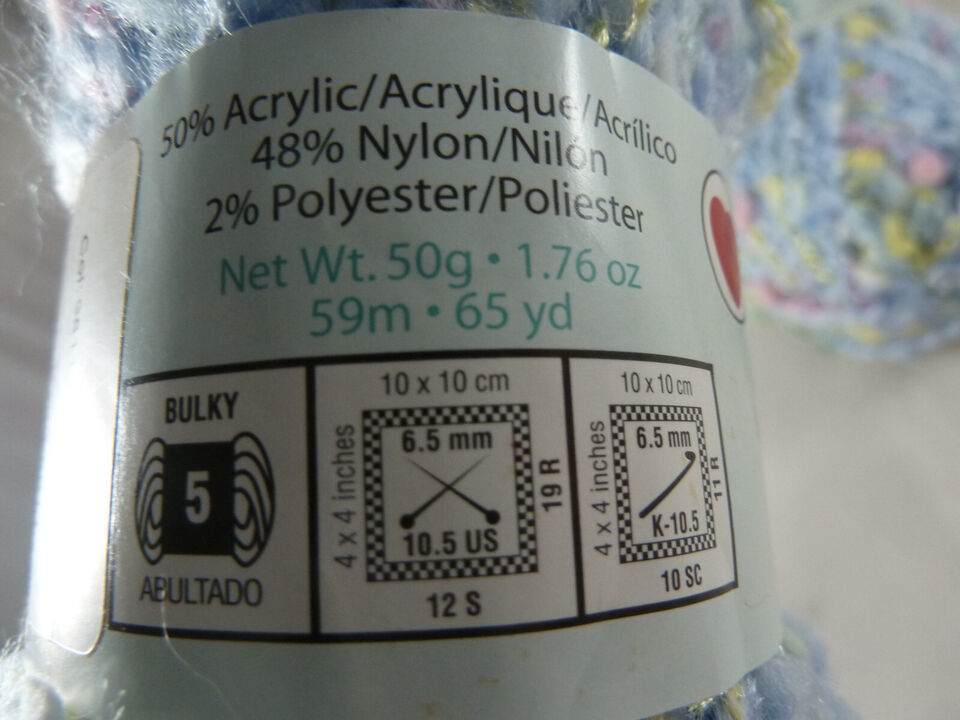 50% Acrylic/Acrylique/Acrílico
48% Nylon/Nilón
2% Polyester/Poliester
Net Wt. 50g • 1.76 oz
59m • 65 yd
BULKY
5
ABULTADO
10 x 10 cm
4 x 4 inches
6.5 mm
10.5 US
19 R
12 S
10 x 10 cm
4 x 4 inches
6.5 mm
K-10.5
11 R
10 SC